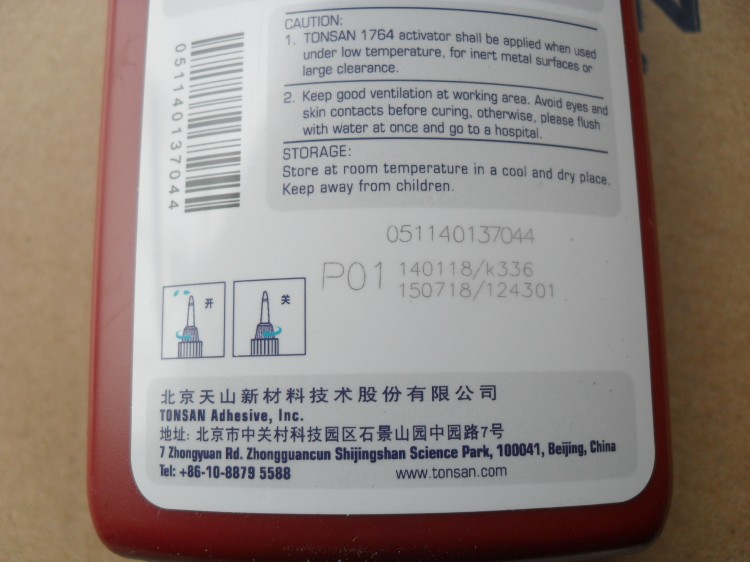 CAUTION:
1. TONSAN 1764 activator shall be applied when used
under low temperature, for inert metal surfaces or
large clearance.
2. Keep good ventilation at working area. Avoid eyes and
skin contacts before curing, otherwise, please flush
with water at once and go to a hospital.
STORAGE:
Store at room temperature in a cool and dry place.
Keep away from children.
051140137044
051140137044
P01 140118/k336
150718/124301
开
关
北京天山新材料技术股份有限公司
TONSAN Adhesive, Inc.
地址: 北京市中关村科技园区石景山园中园路7号
7 Zhongyuan Rd. Zhongguancun Shijingshan Science Park, 100041, Beijing, China
Tel: +86-10-8879 5588
www.tonsan.com